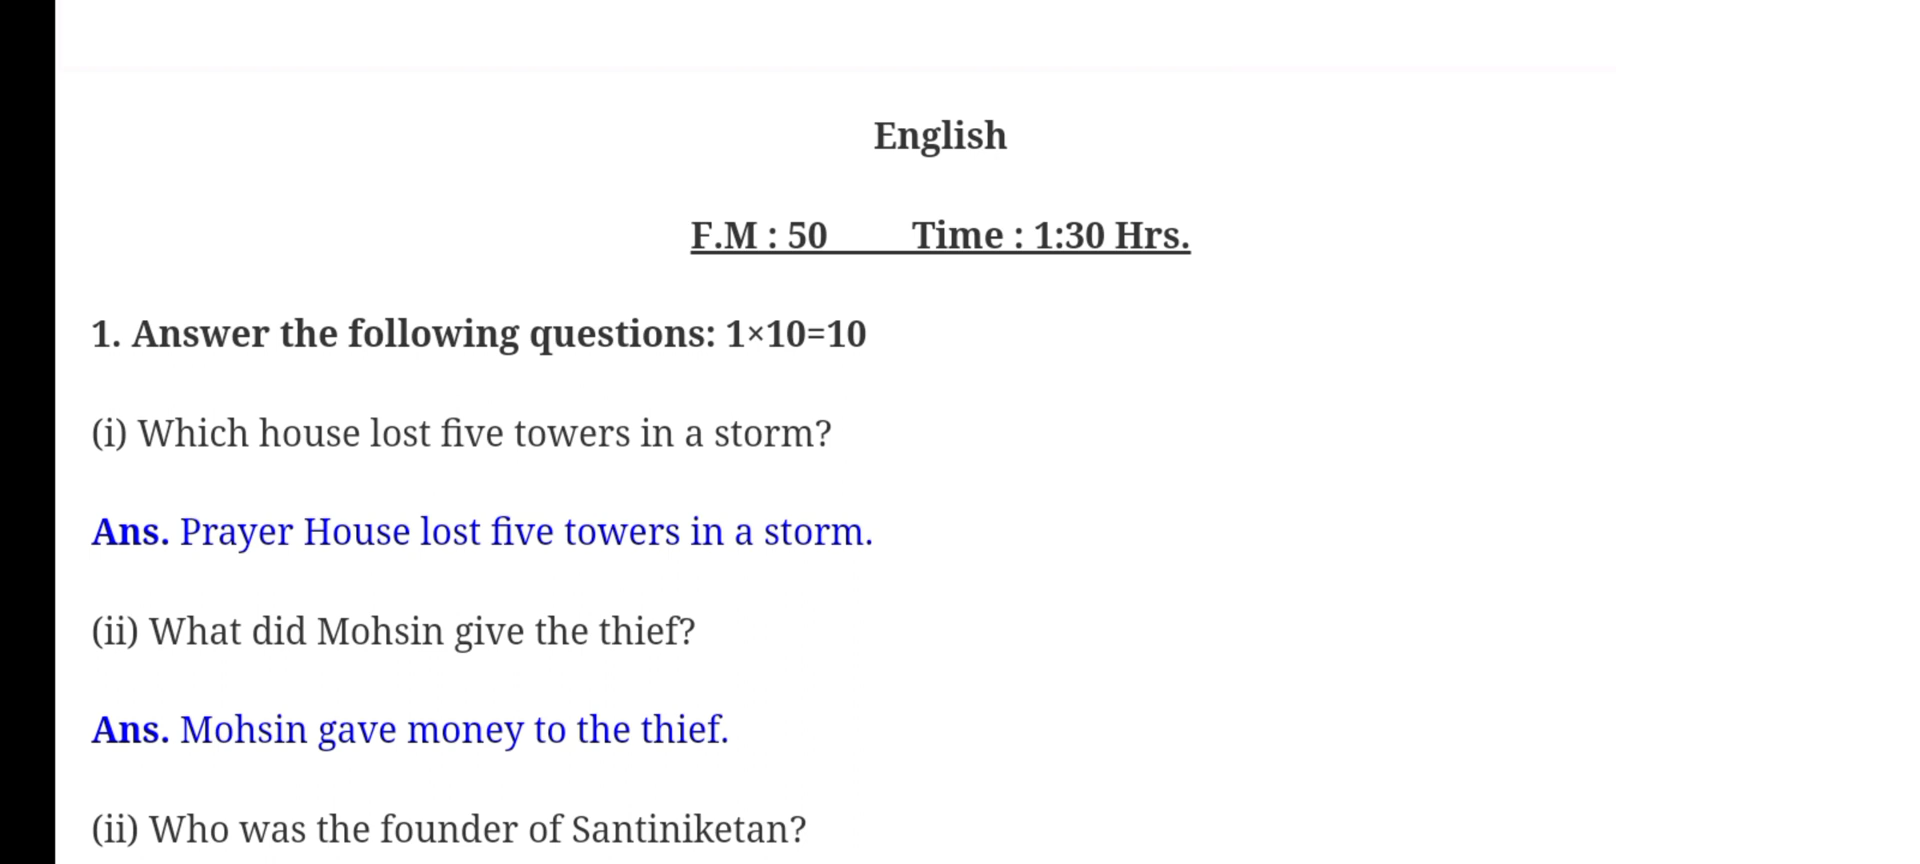 English
F.M : 50 Time : 1:30 Hrs.
1. Answer the following questions: 1×10=10
(i) Which house lost five towers in a storm?
Ans. Prayer House lost five towers in a storm.
(ii) What did Mohsin give the thief?
Ans. Mohsin gave money to the thief.
(ii) Who was the founder of Santiniketan?